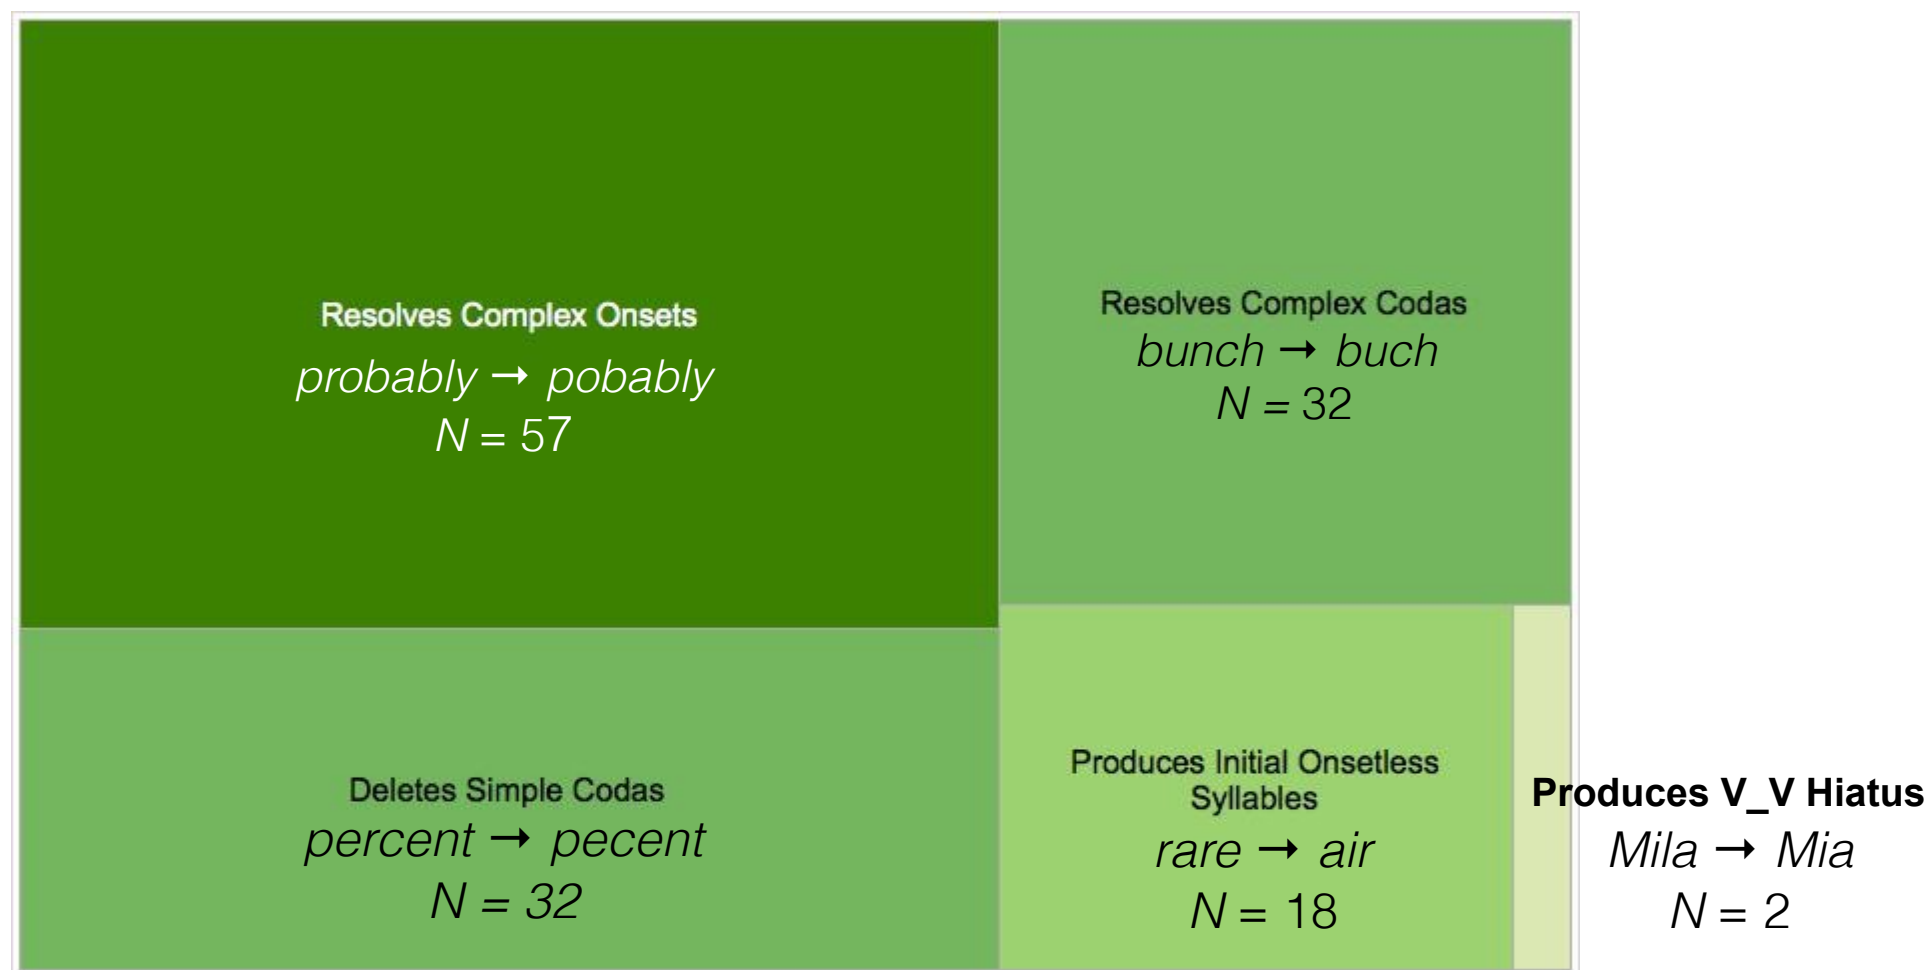 Resolves Complex Onsets
probably → pobably
N = 57
Resolves Complex Codas
bunch → buch
N = 32
Deletes Simple Codas
percent → pecent
N = 32
Produces Initial Onsetless
Syllables
rare → air
N = 18
Produces V_V Hiatus
Mila → Mia
N = 2